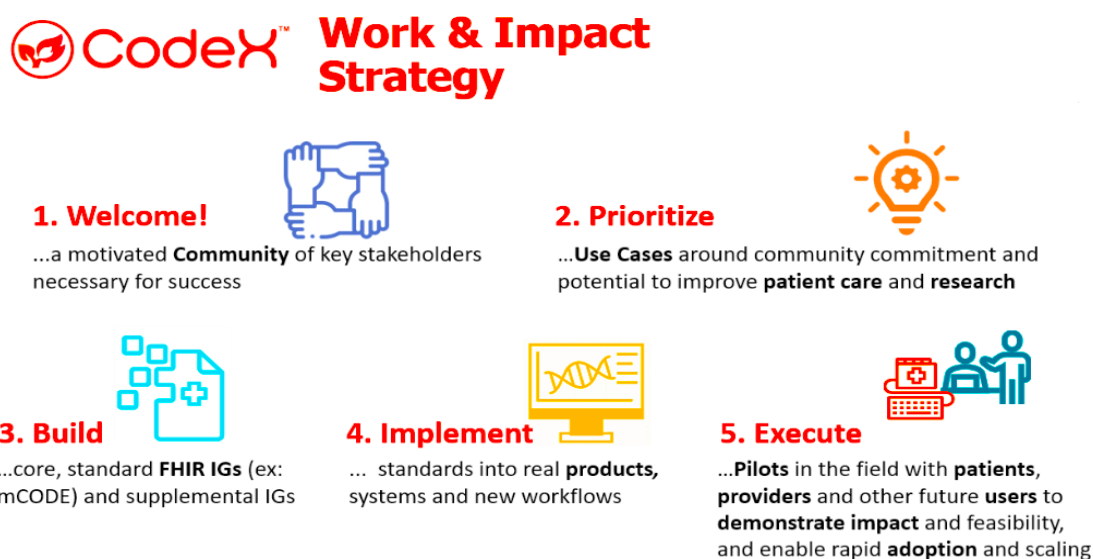 CodeX™ Work & Impact
Strategy
1. Welcome!
...a motivated Community of key stakeholders
necessary for success
2. Prioritize
...Use Cases around community commitment and
potential to improve patient care and research
3. Build
...core, standard FHIR IGs (ex:
mCODE) and supplemental IGs
4. Implement
... standards into real products,
systems and new workflows
5. Execute
...Pilots in the field with patients,
providers and other future users to
demonstrate impact and feasibility,
and enable rapid adoption and scaling